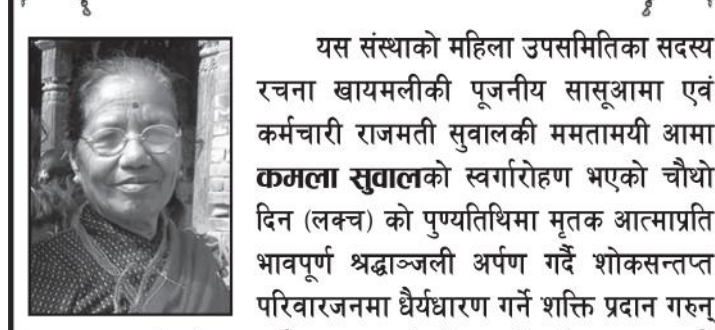 यस संस्थाको महिला उपसमितिका सदस्य
रचना खायमलीकी पूजनीय सासूआमा एवं
कर्मचारी राजमती सुवालकी ममतामयी आमा
कमला सुवालको स्वर्गारोहण भएको चौथो
दिन (लक्च) को पुण्यतिथिमा मृतक आत्माप्रति
भावपूर्ण श्रद्धाञ्जली अर्पण गर्दै शोकसन्तप्त
परिवारजनमा धैर्यधारण गर्ने शक्ति प्रदान गरुन्